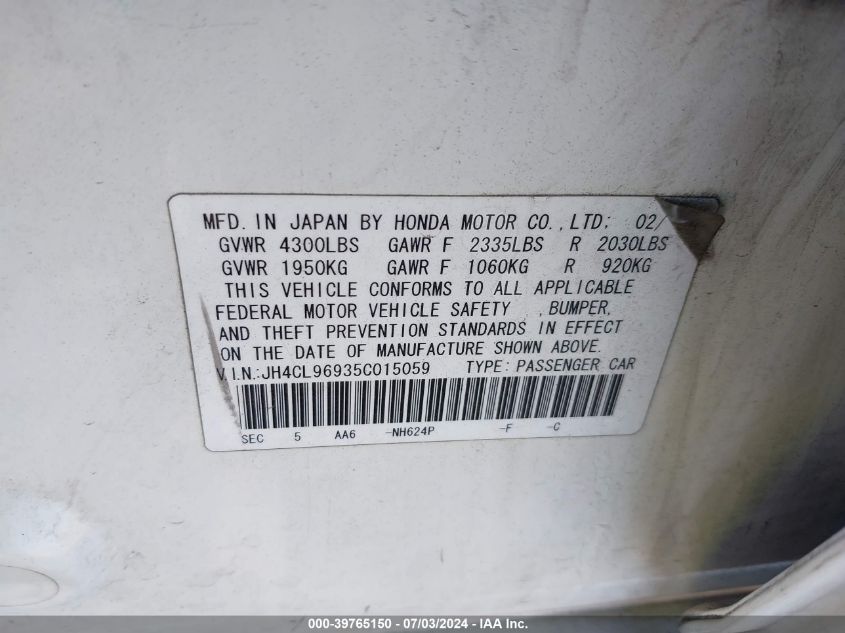 MFD. IN JAPAN BY HONDA MOTOR CO., LTD; 02/
GVWR 4300LBS GAWR F 2335LBS R 2030LBS
GVWR 1950KG GAWR F 1060KG R 920KG
THIS VEHICLE CONFORMS TO ALL APPLICABLE
FEDERAL MOTOR VEHICLE SAFETY , BUMPER,
AND THEFT PREVENTION STANDARDS IN EFFECT
ON THE DATE OF MANUFACTURE SHOWN ABOVE.
V.I.N.:JH4CL96935C015059 TYPE: PASSENGER CAR
SEC 5 AA6 -NH624P -F -C
000-39765150 - 07/03/2024 - IAA Inc.